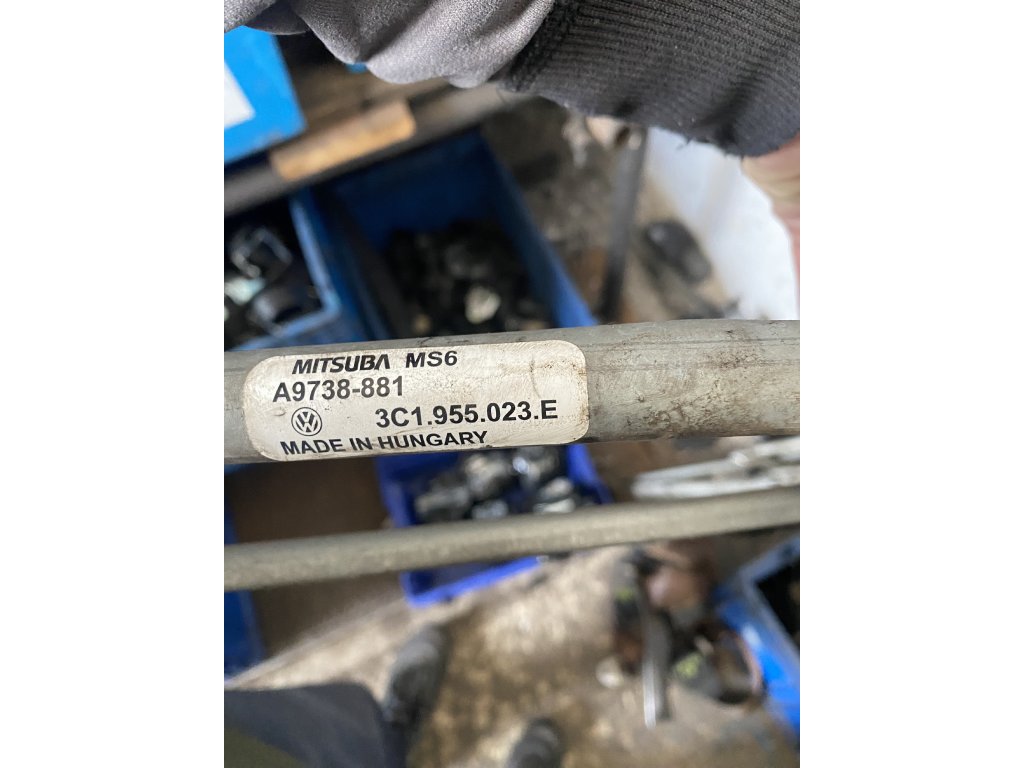 MITSUBA MS6
A9738-881
3C1.955.023.E
MADE IN HUNGARY